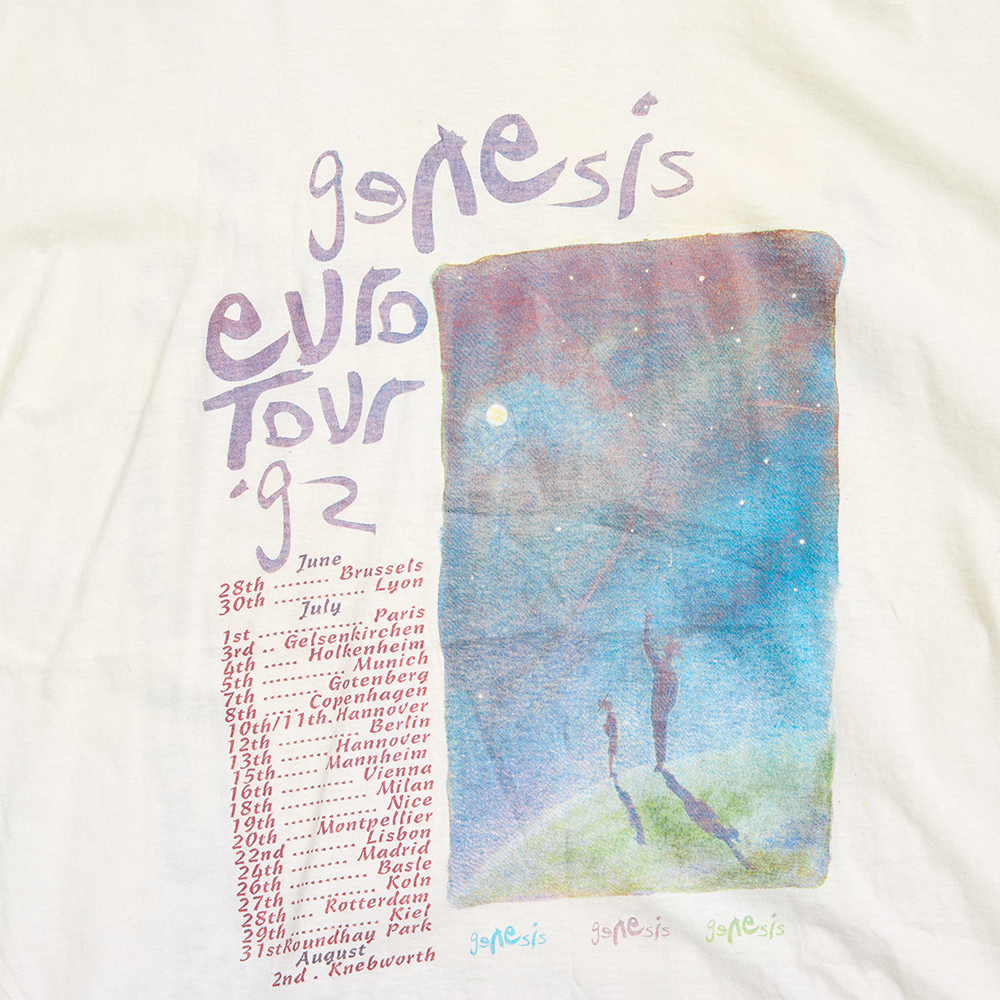 genesis
euro
Tour
'92
June
28th ........ Brussels
30th ............. Lyon
July
1st ............... Paris
3rd .. Gelsenkirchen
4th ..... Holkenheim
5th ............ Munich
7th ........ Gotenberg
8th ..... Copenhagen
10th/11th. Hannover
12th ............ Berlin
13th ........ Hannover
15th...... Mannheim
16th ........... Vienna
18th ............ Milan
19th .............. Nice
20th .... Montpellier
22nd ........... Lisbon
24th .......... Madrid
26th ............ Basle
27th ............. Koln
28th .... Rotterdam
29th .............. Kiel
31st Roundhay Park
August
2nd . Knebworth
genesis genesis genesis